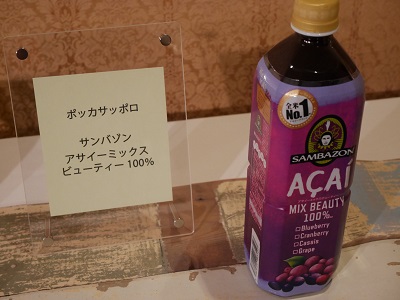 ポッカサッポロ
サンバゾン
アサイーミックス
ビューティー 100%
全米
No.1
SAMBAZON
AÇAÍ
MIX BEAUTY
100%
Blueberry
Cranberry
Cassis
Grape